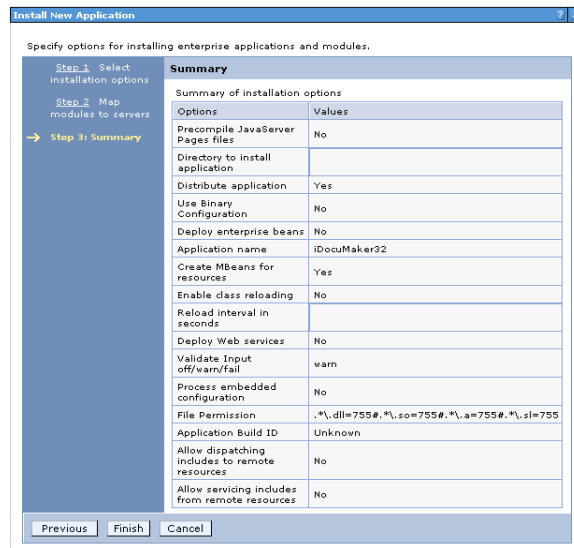 Install New Application
?
Specify options for installing enterprise applications and modules.
Step 1 Select
installation options
Step 2 Map
modules to servers
Step 3: Summary
Summary
Summary of installation options
Options Values
Precompile JavaServer
Pages files
No
Directory to install
application
Distribute application Yes
Use Binary
Configuration
No
Deploy enterprise beans No
Application name iDocuMaker32
Create MBeans for
resources
Yes
Enable class reloading No
Reload interval in
seconds
Deploy Web services No
Validate Input
off/warn/fail
warn
Process embedded
configuration
No
File Permission .*\.dll=755#.*\.so=755#.*\.a=755#.*\.sl=755
Application Build ID Unknown
Allow dispatching
includes to remote
resources
No
Allow servicing includes
from remote resources
No
Previous Finish Cancel